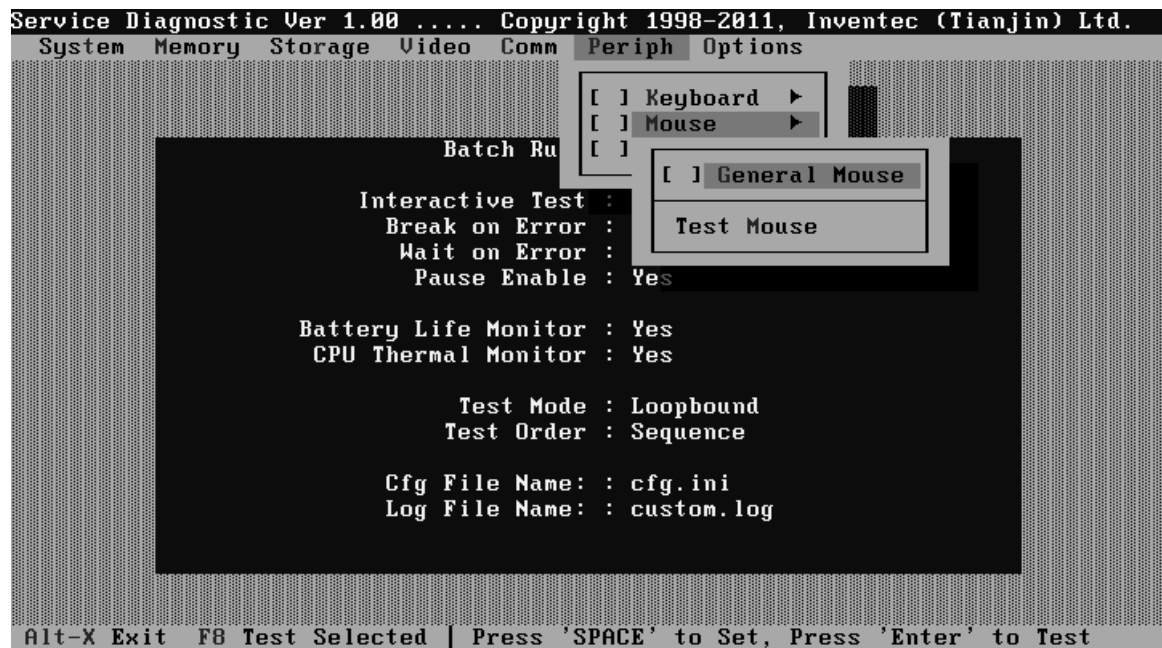 Service Diagnostic Ver 1.00 ..... Copyright 1998-2011, Inventec (Tianjin) Ltd.
System Memory Storage Video Comm Periph Options
[ ] Keyboard ►
[ ] Mouse ►
Batch Ru [ ]
[ ] General Mouse
Interactive Test :
Break on Error : Test Mouse
Wait on Error :
Pause Enable : Yes
Battery Life Monitor : Yes
CPU Thermal Monitor : Yes
Test Mode : Loopbound
Test Order : Sequence
Cfg File Name: : cfg.ini
Log File Name: : custom.log
Alt-X Exit F8 Test Selected | Press 'SPACE' to Set, Press 'Enter' to Test